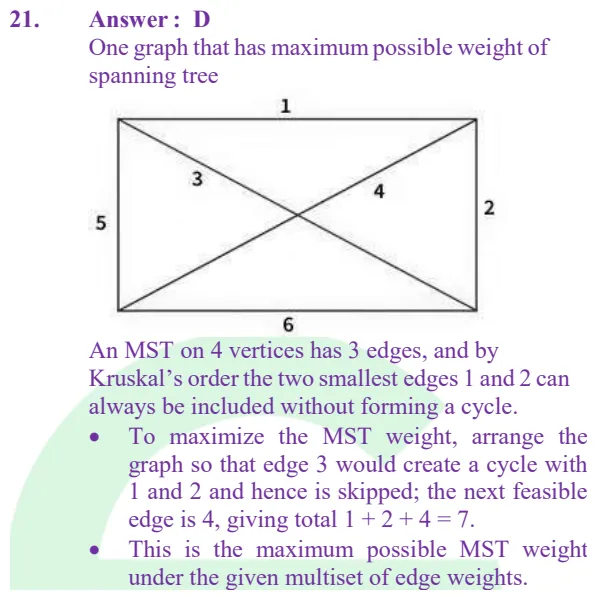 21. Answer : D
One graph that has maximum possible weight of
spanning tree
1
3
4
5
2
6
An MST on 4 vertices has 3 edges, and by
Kruskal’s order the two smallest edges 1 and 2 can
always be included without forming a cycle.
• To maximize the MST weight, arrange the
graph so that edge 3 would create a cycle with
1 and 2 and hence is skipped; the next feasible
edge is 4, giving total 1 + 2 + 4 = 7.
• This is the maximum possible MST weight
under the given multiset of edge weights.